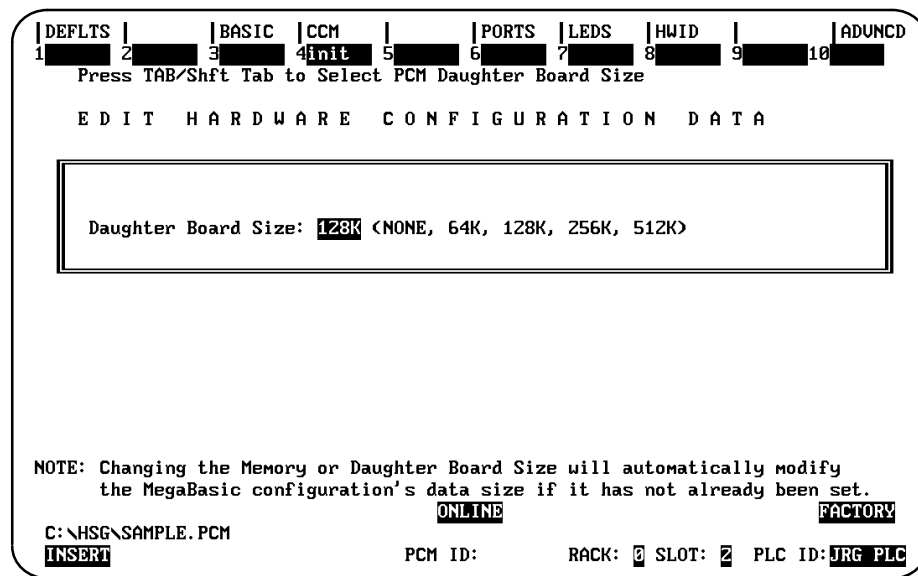 |DEFLTS | |BASIC |CCM | |PORTS |LEDS |HWID | |ADVNCD
1 2 3 4init 5 6 7 8 9 10
Press TAB/Shft Tab to Select PCM Daughter Board Size
E D I T H A R D W A R E C O N F I G U R A T I O N D A T A
Daughter Board Size: 128K (NONE, 64K, 128K, 256K, 512K)
NOTE: Changing the Memory or Daughter Board Size will automatically modify
the MegaBasic configuration's data size if it has not already been set.
ONLINE FACTORY
C:\HSG\SAMPLE.PCM
INSERT PCM ID: RACK: 0 SLOT: 2 PLC ID: JRG PLC